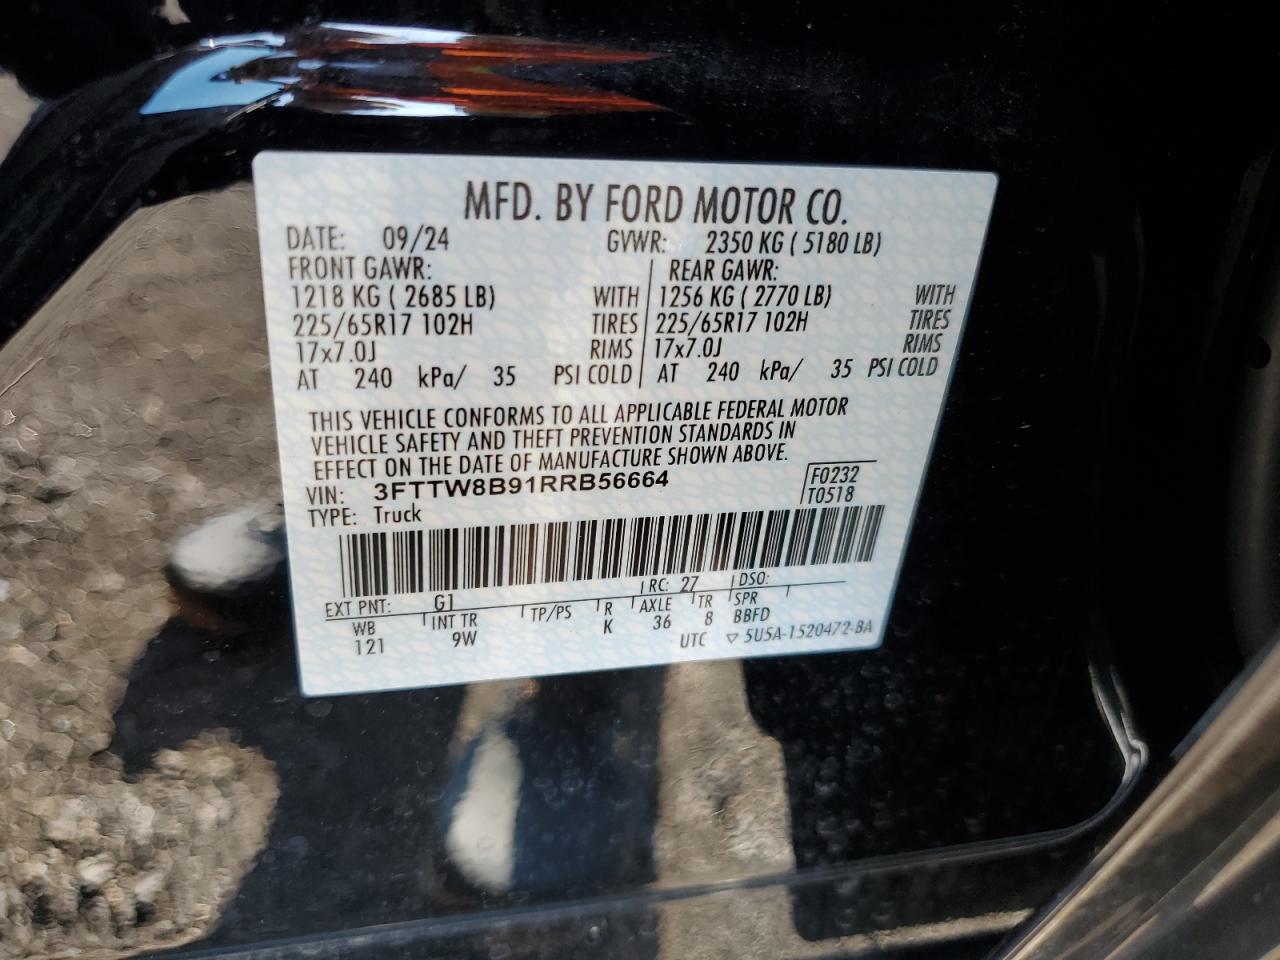 MFD. BY FORD MOTOR CO.
DATE: 09/24 GVWR: 2350 KG ( 5180 LB)
FRONT GAWR: REAR GAWR:
1218 KG ( 2685 LB) WITH 1256 KG ( 2770 LB) WITH
225/65R17 102H TIRES 225/65R17 102H TIRES
17x7.0J RIMS 17x7.0J RIMS
AT 240 kPa/ 35 PSI COLD AT 240 kPa/ 35 PSI COLD
THIS VEHICLE CONFORMS TO ALL APPLICABLE FEDERAL MOTOR
VEHICLE SAFETY AND THEFT PREVENTION STANDARDS IN
EFFECT ON THE DATE OF MANUFACTURE SHOWN ABOVE.
VIN: 3FTTW8B91RRB56664 F0232
TYPE: Truck T0518
EXT PNT: G1 RC: 27 DSO:
WB INT TR TP/PS R AXLE TR SPR
121 9W K 36 8 BBFD
UTC ▽ 5U5A-1520472-BA